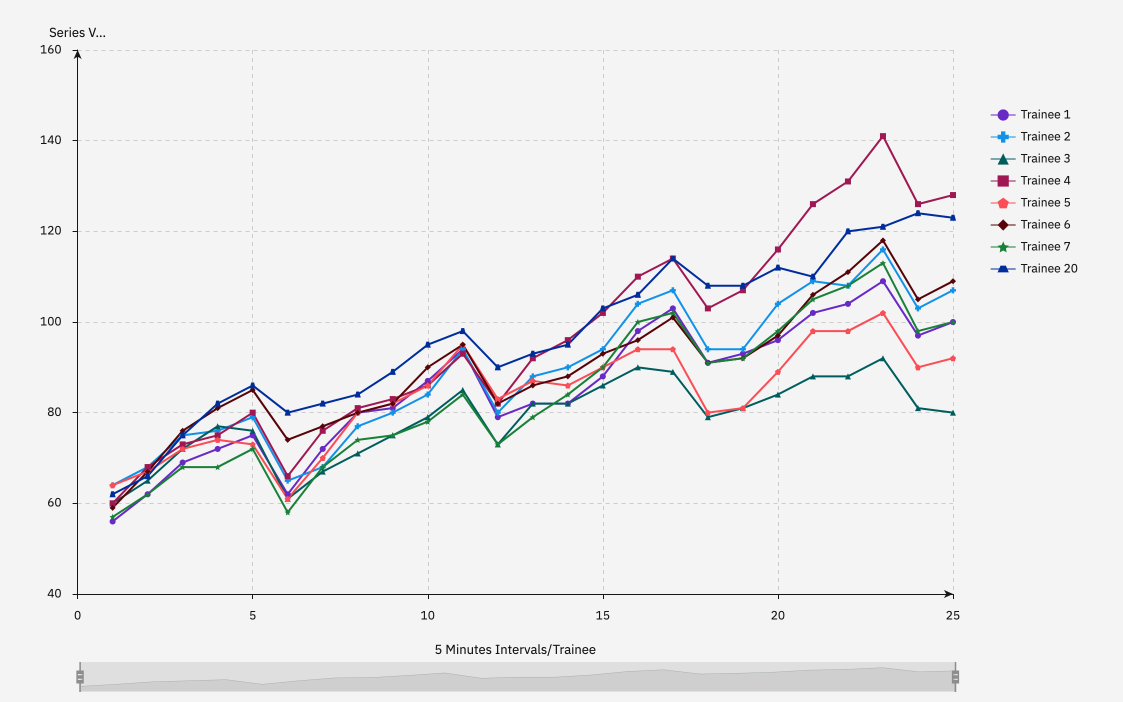 Series V...
160
140
120
100
80
60
40
0 5 10 15 20 25
5 Minutes Intervals/Trainee
Trainee 1
Trainee 2
Trainee 3
Trainee 4
Trainee 5
Trainee 6
Trainee 7
Trainee 20